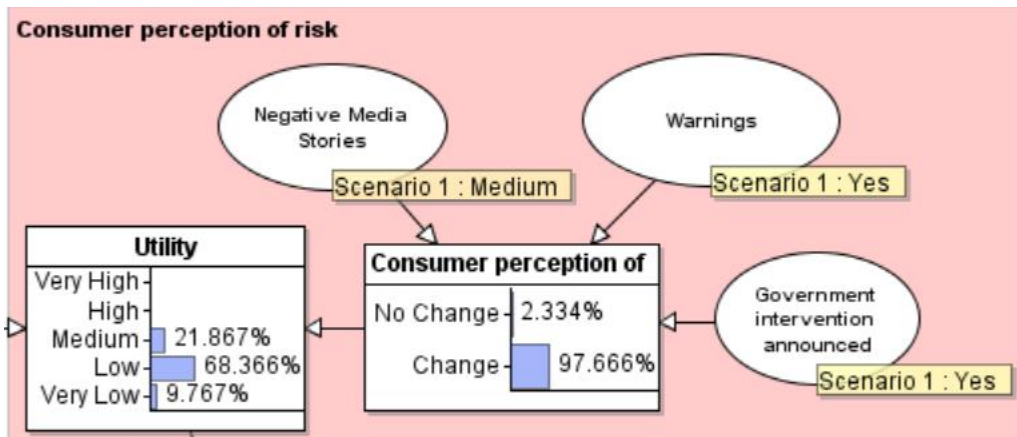 Consumer perception of risk
Negative Media
Stories
Scenario 1 : Medium
Warnings
Scenario 1 : Yes
Utility
Very High
High
Medium 21.867%
Low 68.366%
Very Low 9.767%
Consumer perception of
No Change 2.334%
Change 97.666%
Government
intervention
announced
Scenario 1 : Yes